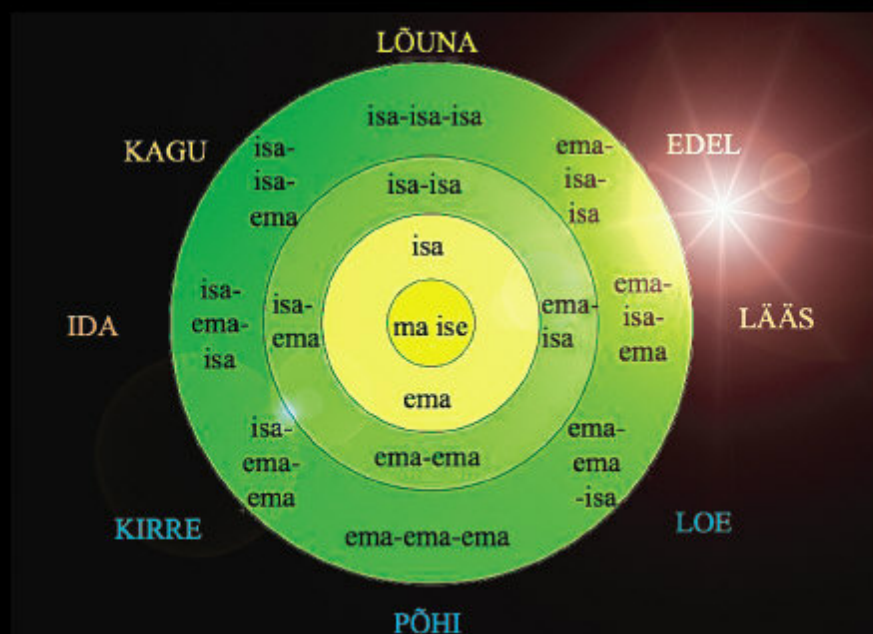 LÕUNA
isa-isa-isa
KAGU
isa-
isa-
ema
ema-
isa-
isa
EDEL
isa-isa
isa
IDA
isa-
ema-
isa
isa-
ema
ma ise
ema-
isa
ema-
isa-
ema
LÄÄS
ema
isa-
ema-
ema
ema-ema
ema-
ema
-isa
KIRRE
ema-ema-ema
LOE
PÕHI